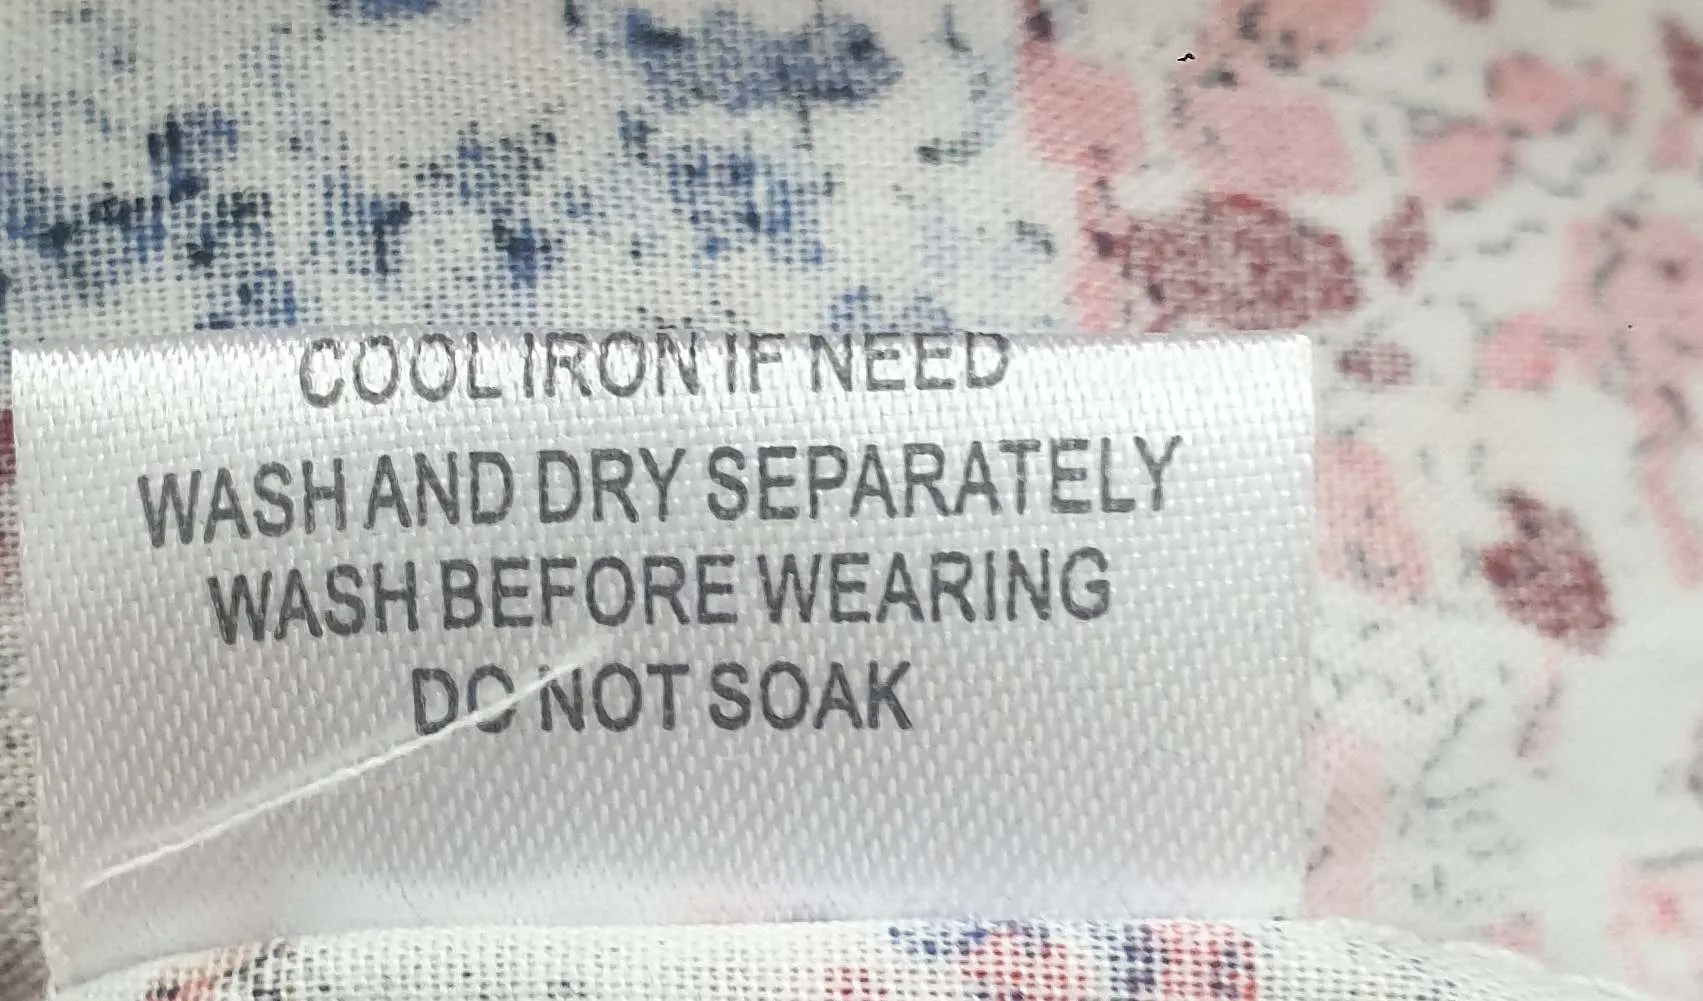 COOL IRON IF NEED
WASH AND DRY SEPARATELY
WASH BEFORE WEARING
DO NOT SOAK